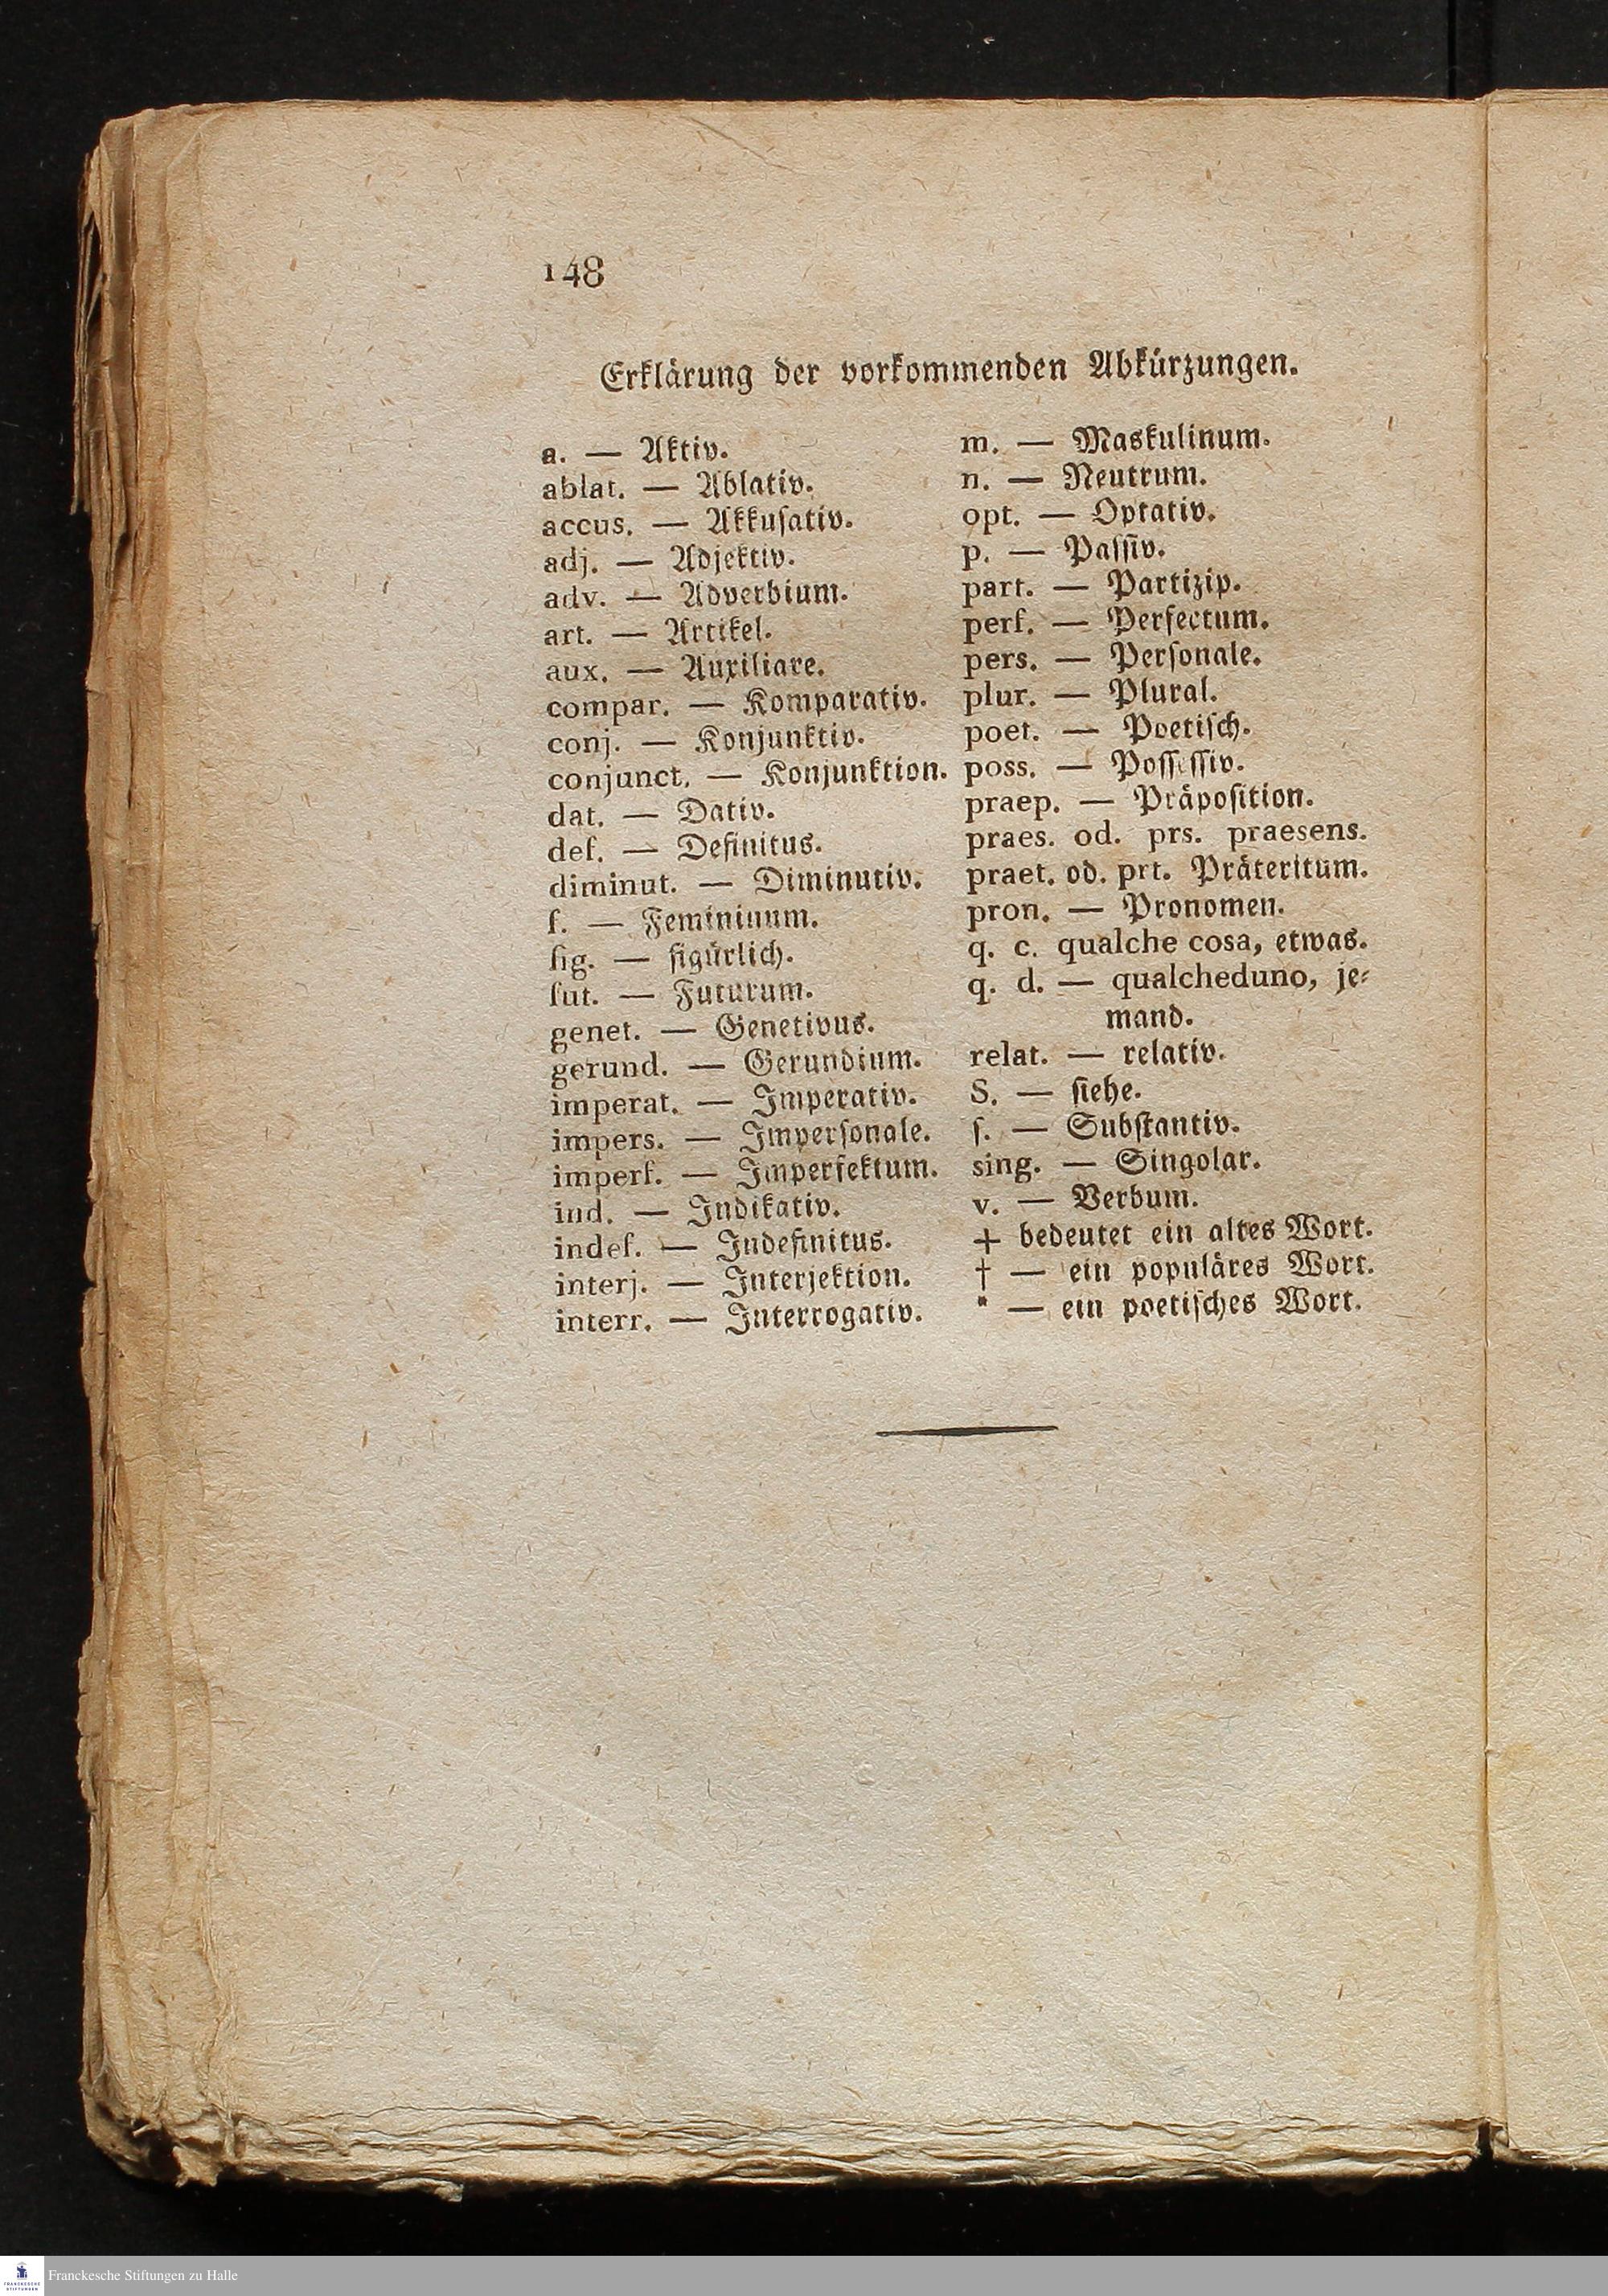 148
Erklärung der vorkommenden Abkürzungen.
a. — Aktiv.
ablat. — Ablativ.
accus. — Akkuſativ.
adj. — Adjektiv.
adv. — Adverbium.
art. — Artikel.
aux. — Auxiliare.
compar. — Komparativ.
conj. — Konjunktiv.
conjunct. — Konjunktion.
dat. — Dativ.
def. — Definitus.
diminut. — Diminutiv.
f. — Femininum.
fig. — figürlich.
fut. — Futurum.
genet. — Genetivus.
gerund. — Gerundium.
imperat. — Imperativ.
impers. — Imperſonale.
imperf. — Imperfektum.
ind. — Indikativ.
indef. — Indefinitus.
interj. — Interjektion.
interr. — Interrogativ.
m. — Maskulinum.
n. — Neutrum.
opt. — Optativ.
p. — Paſſiv.
part. — Partizip.
perf. — Perfectum.
pers. — Perſonale.
plur. — Plural.
poet. — Poetiſch.
poss. — Poſſeſſiv.
praep. — Präpoſition.
praes. od. prs. praesens.
praet. od. prt. Präteritum.
pron. — Pronomen.
q. c. qualche cosa, etwas.
q. d. — qualcheduno, je⸗
mand.
relat. — relativ.
S. — ſiehe.
ſ. — Subſtantiv.
sing. — Singolar.
v. — Verbum.
+ bedeutet ein altes Wort.
† — ein populäres Wort.
* — ein poetiſches Wort.
FRANCKESCHE
STIFTUNGEN
Franckesche Stiftungen zu Halle